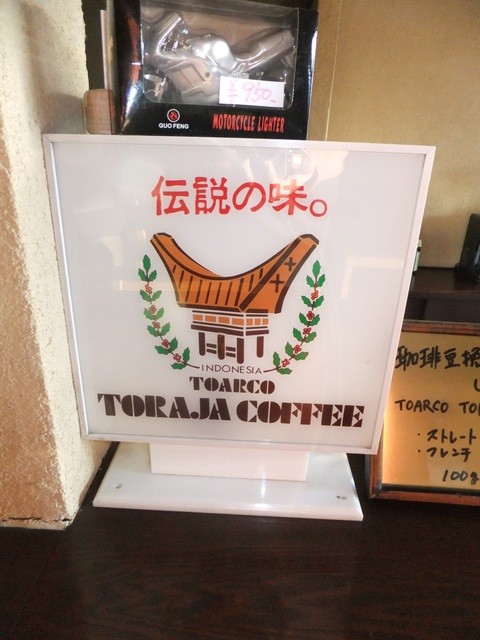 ¥950-
GUO FENG
MOTORCYCLE LIGHTER
伝説の味。
INDONESIA
TOARCO
TORAJA COFFEE
珈琲豆
TOARCO TO
・ストレート
・フレンチ
100g